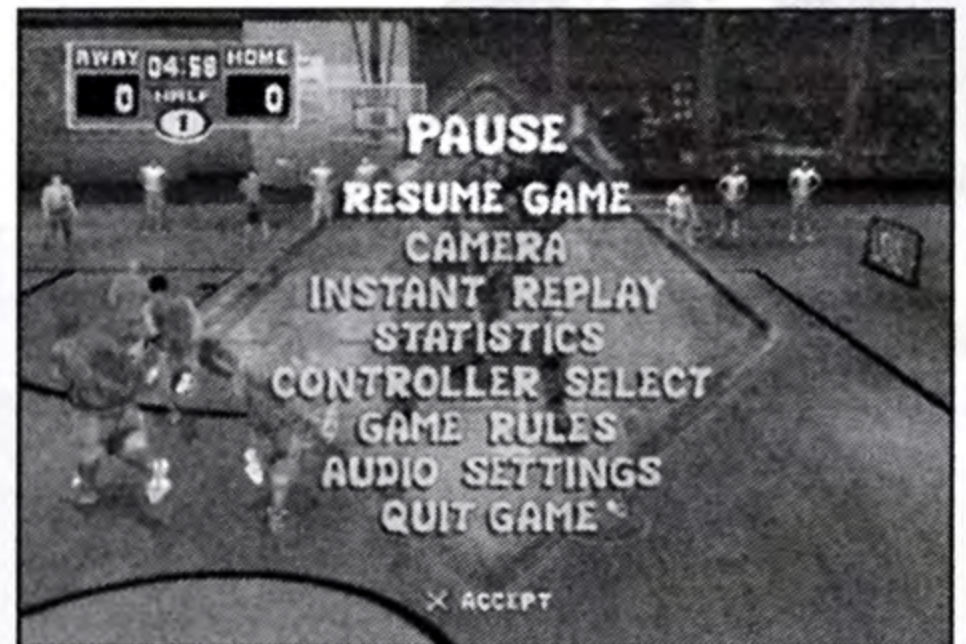 AWAY 04:58 HOME
0 HALF 0
1
PAUSE
RESUME GAME
CAMERA
INSTANT REPLAY
STATISTICS
CONTROLLER SELECT
GAME RULES
AUDIO SETTINGS
QUIT GAME
X ACCEPT